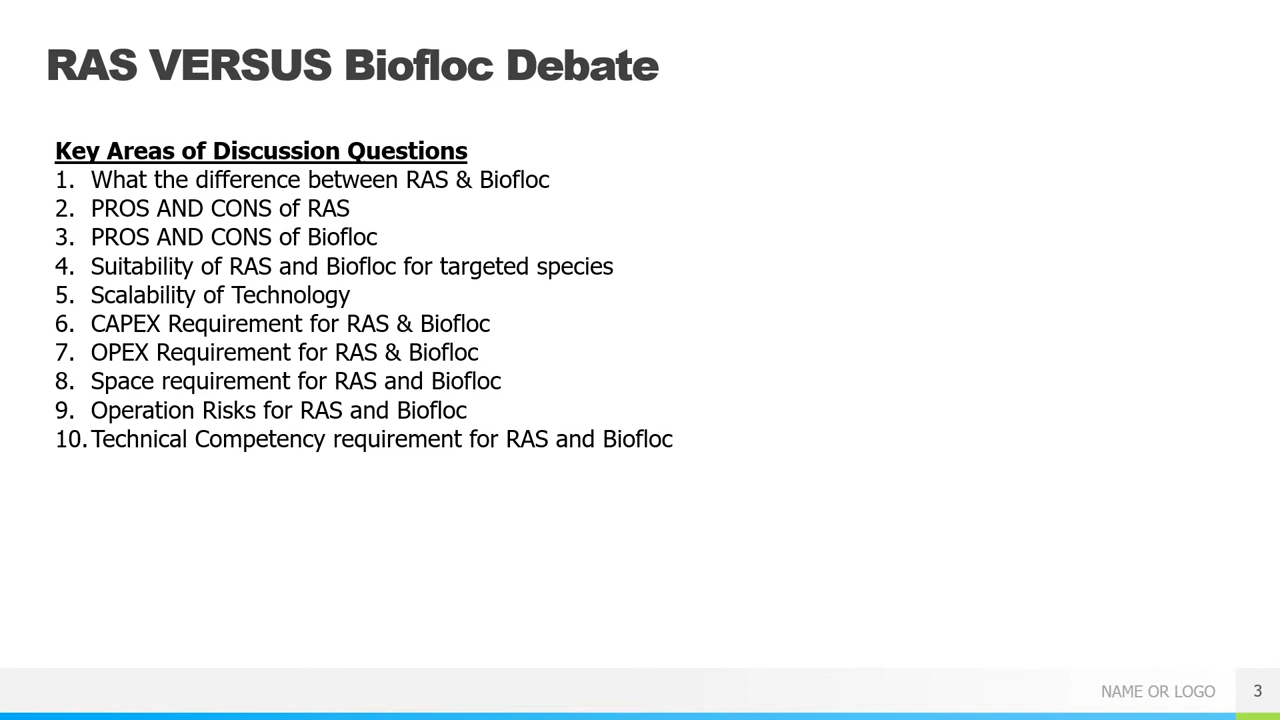 RAS VERSUS Biofloc Debate
Key Areas of Discussion Questions
1. What the difference between RAS & Biofloc
2. PROS AND CONS of RAS
3. PROS AND CONS of Biofloc
4. Suitability of RAS and Biofloc for targeted species
5. Scalability of Technology
6. CAPEX Requirement for RAS & Biofloc
7. OPEX Requirement for RAS & Biofloc
8. Space requirement for RAS and Biofloc
9. Operation Risks for RAS and Biofloc
10. Technical Competency requirement for RAS and Biofloc
NAME OR LOGO 3